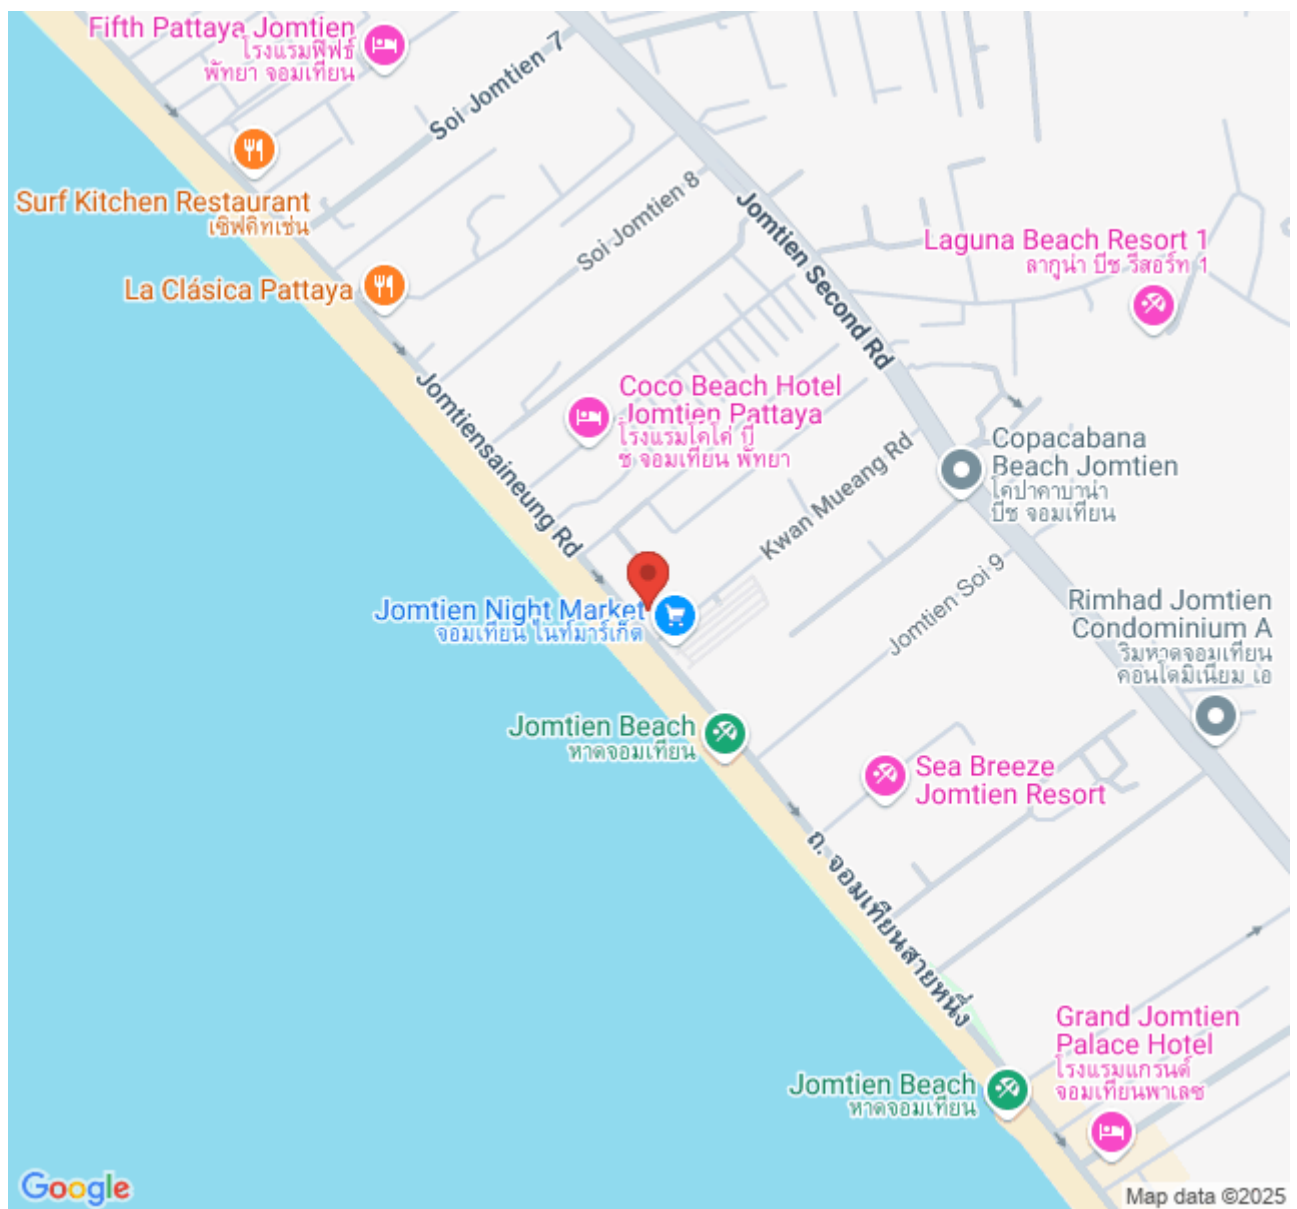 Fifth Pattaya Jomtien
โรงแรมฟิฟธ์
พัทยา จอมเทียน
Soi Jomtien 7
Surf Kitchen Restaurant
เซิฟคิทเช่น
Soi Jomtien 8
Jomtien Second Rd
Laguna Beach Resort 1
ลากูน่า บีช รีสอร์ท 1
La Clásica Pattaya
Jomtiensaineung Rd
Coco Beach Hotel
Jomtien Pattaya
โรงแรมโคโค่ บี
ช จอมเทียน พัทยา
Kwan Mueang Rd
Copacabana
Beach Jomtien
โคปาคาบาน่า
บีช จอมเทียน
Jomtien Soi 9
Jomtien Night Market
จอมเทียน ไนท์มาร์เก็ต
Rimhad Jomtien
Condominium A
ริมหาดจอมเทียน
คอนโดมิเนียม เอ
Jomtien Beach
หาดจอมเทียน
Sea Breeze
Jomtien Resort
ถ. จอมเทียนสายหนึ่ง
Grand Jomtien
Palace Hotel
โรงแรมแกรนด์
จอมเทียนพาเลซ
Jomtien Beach
หาดจอมเทียน
Google
Map data ©2025